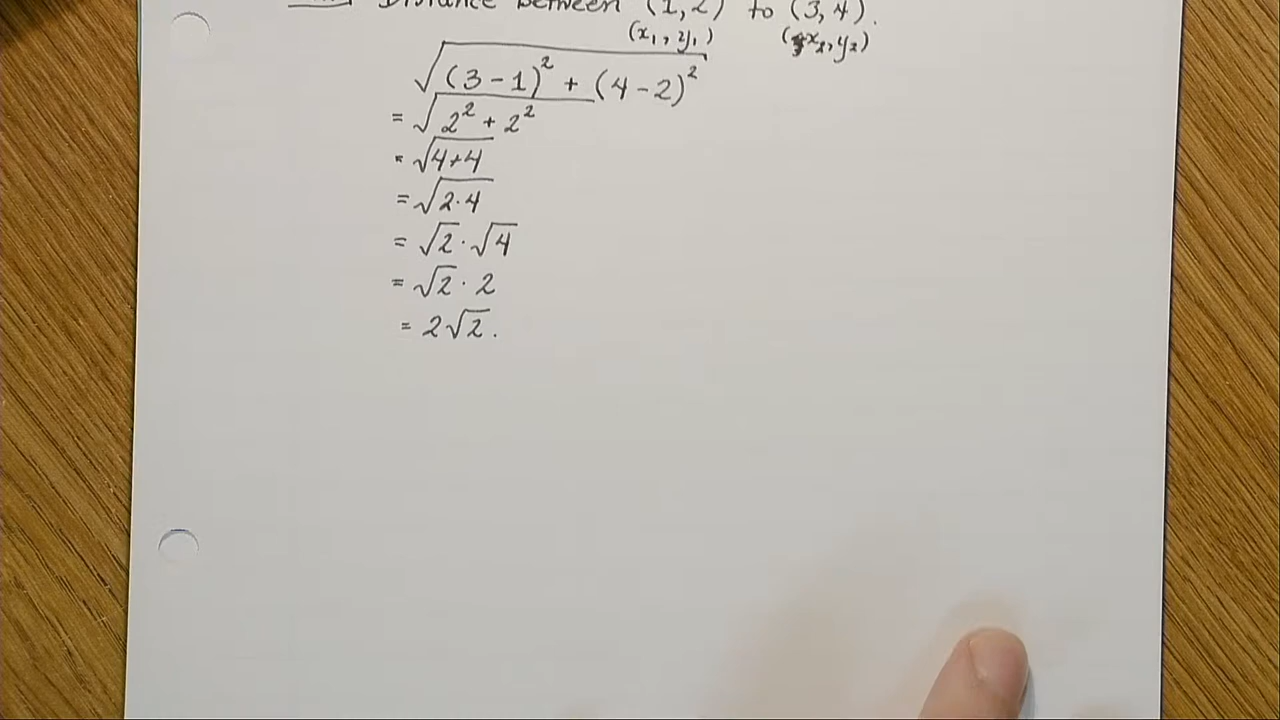 Distance between (1,2) to (3,4).
(x₁, y₁) (x₂, y₂)
√((3-1)² + (4-2)²)
= √(2² + 2²)
= √(4+4)
= √(2·4)
= √2 · √4
= √2 · 2
= 2√2.